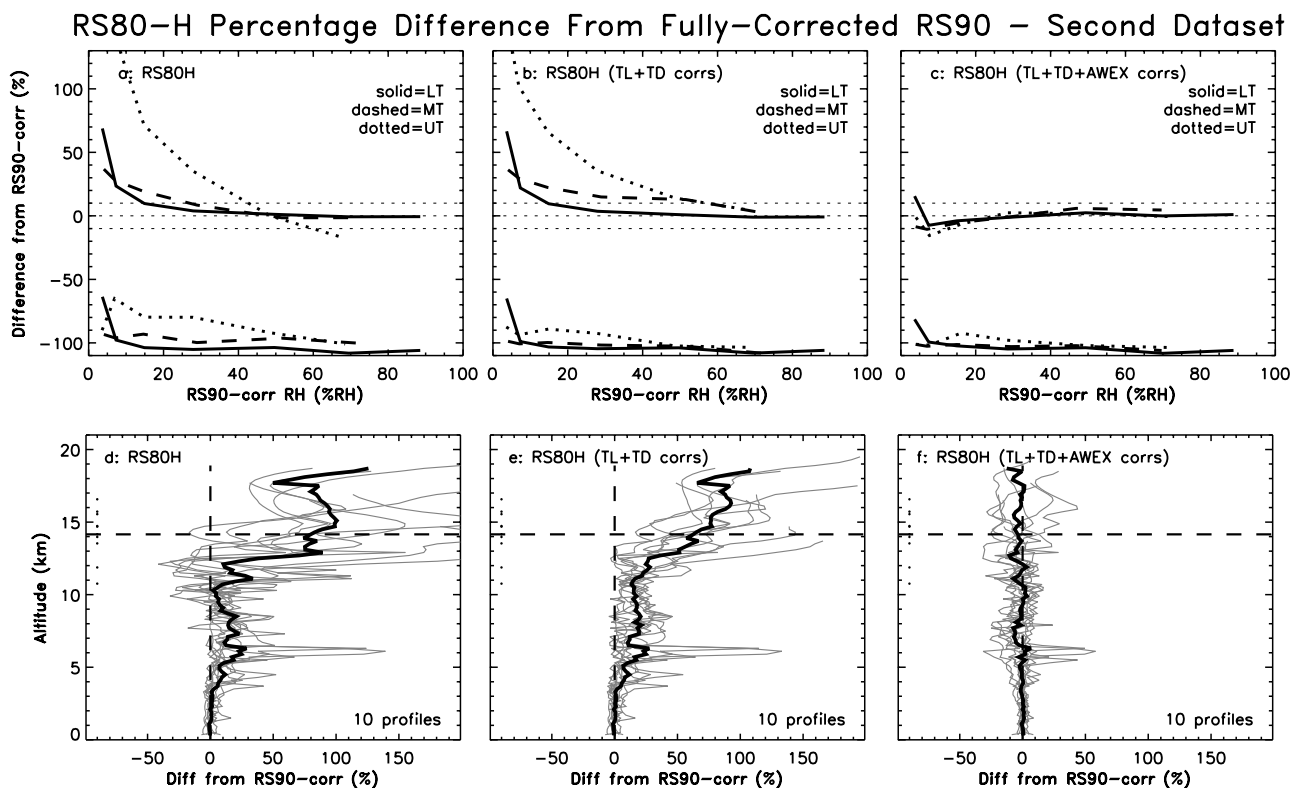 RS80-H Percentage Difference From Fully-Corrected RS90 - Second Dataset
Difference from RS90-corr (%)
100
50
0
-50
-100
a: RS80H
solid=LT
dashed=MT
dotted=UT
0 20 40 60 80 100
RS90-corr RH (%RH)
b: RS80H (TL+TD corrs)
solid=LT
dashed=MT
dotted=UT
0 20 40 60 80 100
RS90-corr RH (%RH)
c: RS80H (TL+TD+AWEX corrs)
solid=LT
dashed=MT
dotted=UT
0 20 40 60 80 100
RS90-corr RH (%RH)
Altitude (km)
20
15
10
5
0
d: RS80H
10 profiles
-50 0 50 100 150
Diff from RS90-corr (%)
e: RS80H (TL+TD corrs)
10 profiles
-50 0 50 100 150
Diff from RS90-corr (%)
f: RS80H (TL+TD+AWEX corrs)
10 profiles
-50 0 50 100 150
Diff from RS90-corr (%)